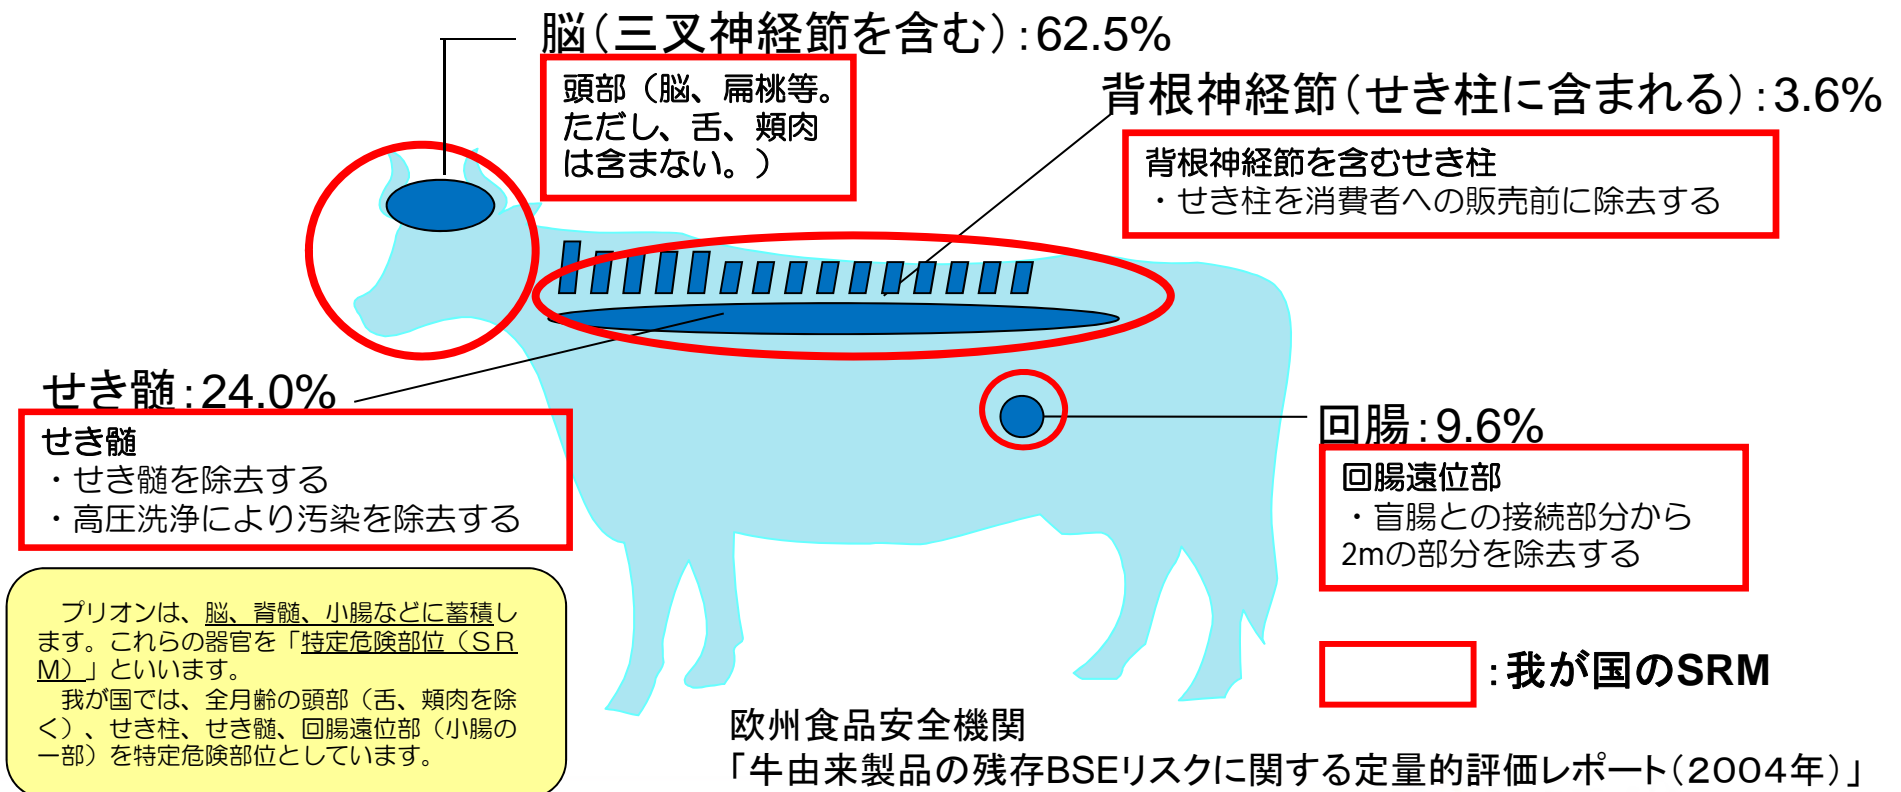 脳（三叉神経節を含む）：62.5%
頭部（脳、扁桃等。
ただし、舌、頬肉
は含まない。）
背根神経節（せき柱に含まれる）：3.6%
背根神経節を含むせき柱
・せき柱を消費者への販売前に除去する
せき髄：24.0%
せき髄
・せき髄を除去する
・高圧洗浄により汚染を除去する
回腸：9.6%
回腸遠位部
・盲腸との接続部分から
2mの部分を除去する
プリオンは、脳、脊髄、小腸などに蓄積し
ます。これらの器官を「特定危険部位（ＳＲ
Ｍ）」といいます。
我が国では、全月齢の頭部（舌、頬肉を除
く）、せき柱、せき髄、回腸遠位部（小腸の
一部）を特定危険部位としています。
：我が国のSRM
欧州食品安全機関
「牛由来製品の残存BSEリスクに関する定量的評価レポート（２００４年）」